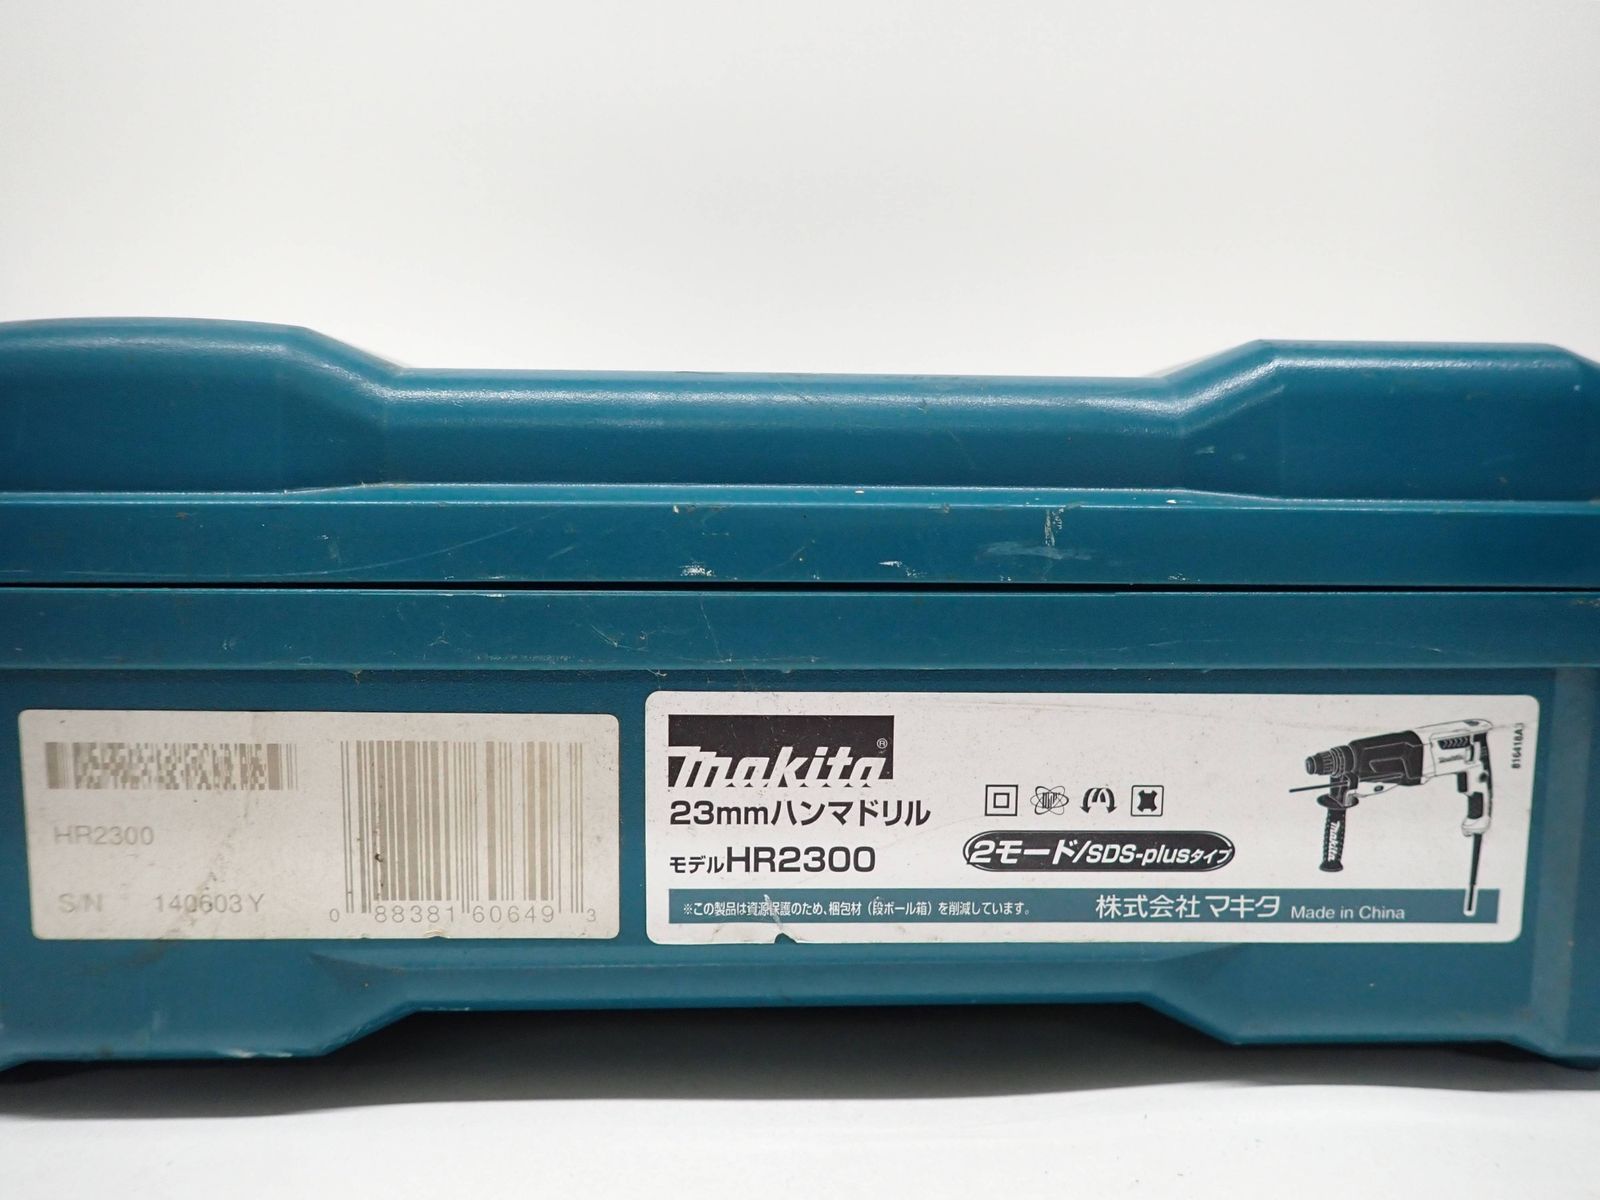 HR2300
S/N 140603Y
0 88381 60649 3
makita®
23mmハンマドリル
モデルHR2300
2モード/SDS-plusタイプ
※この製品は資源保護のため、梱包材（段ボール箱）を削減しています。
株式会社マキタ Made in China
Makita
816418A3